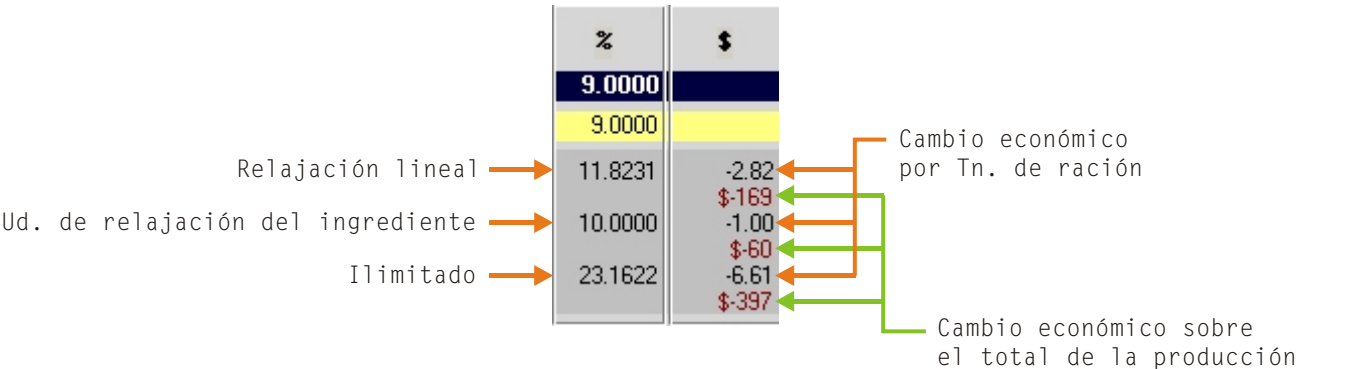 % $
9.0000
9.0000
Cambio económico
por Tn. de ración
Relajación lineal 11.8231 -2.82
$-169
Ud. de relajación del ingrediente 10.0000 -1.00
$-60
Ilimitado 23.1622 -6.61
$-397
Cambio económico sobre
el total de la producción